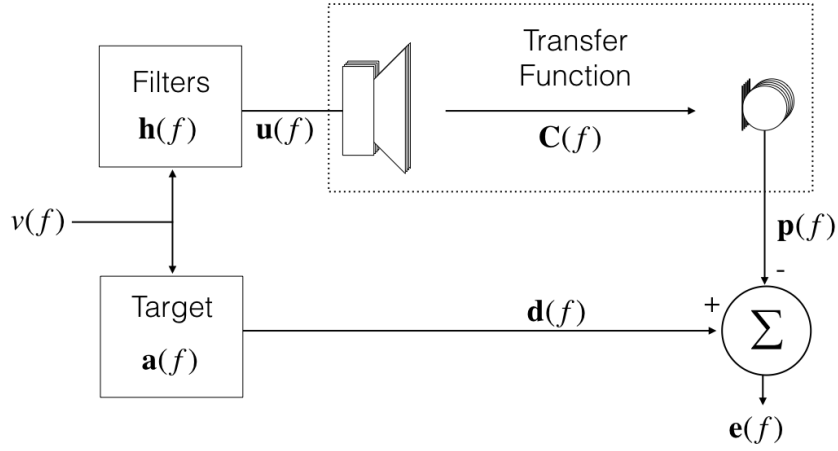 Transfer
Function
Filters
h(f)
u(f)
C(f)
v(f)
p(f)
-
Target
a(f)
d(f)
+
Σ
e(f)